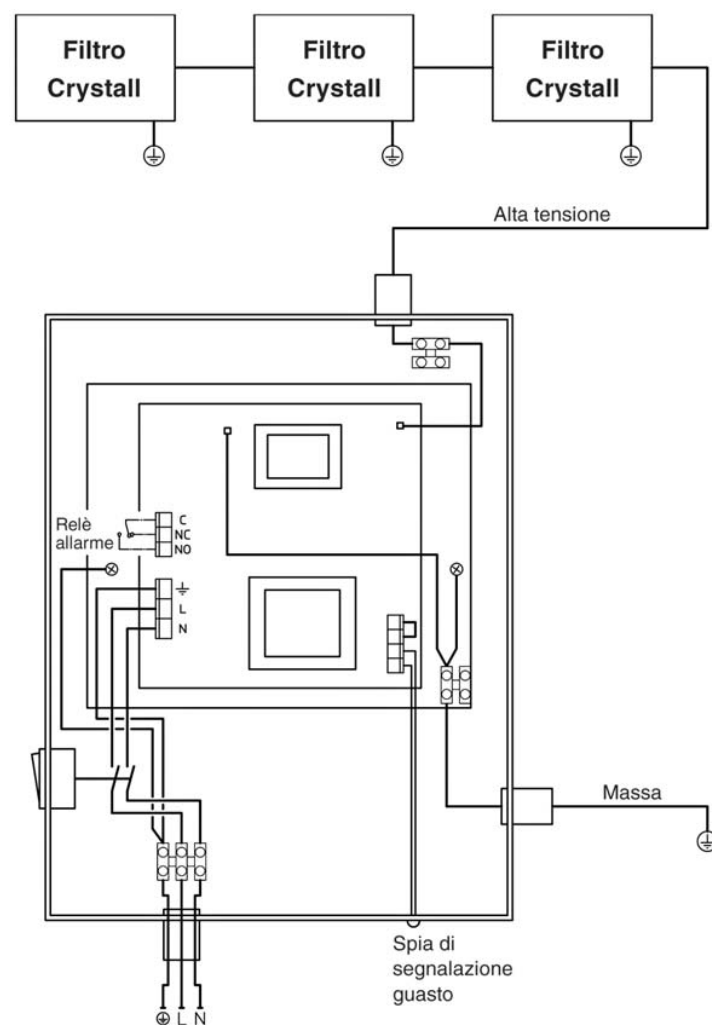 Filtro
Crystall
Filtro
Crystall
Filtro
Crystall
Alta tensione
Relè
allarme
C
NC
NO
L
N
Massa
Spia di
segnalazione
guasto
L N